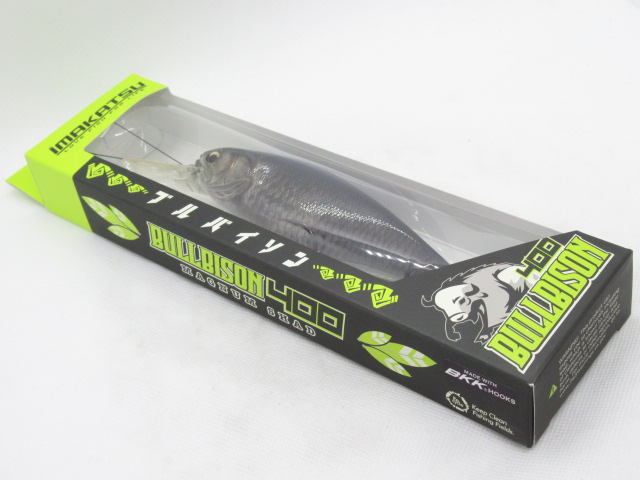 IMAKATSU
ブルバイソン
BULLBISON 400
MAGNUM SHAD
400
BULLBISON
MADE WITH
BKK HOOKS
Keep Clean
Fishing Fields.